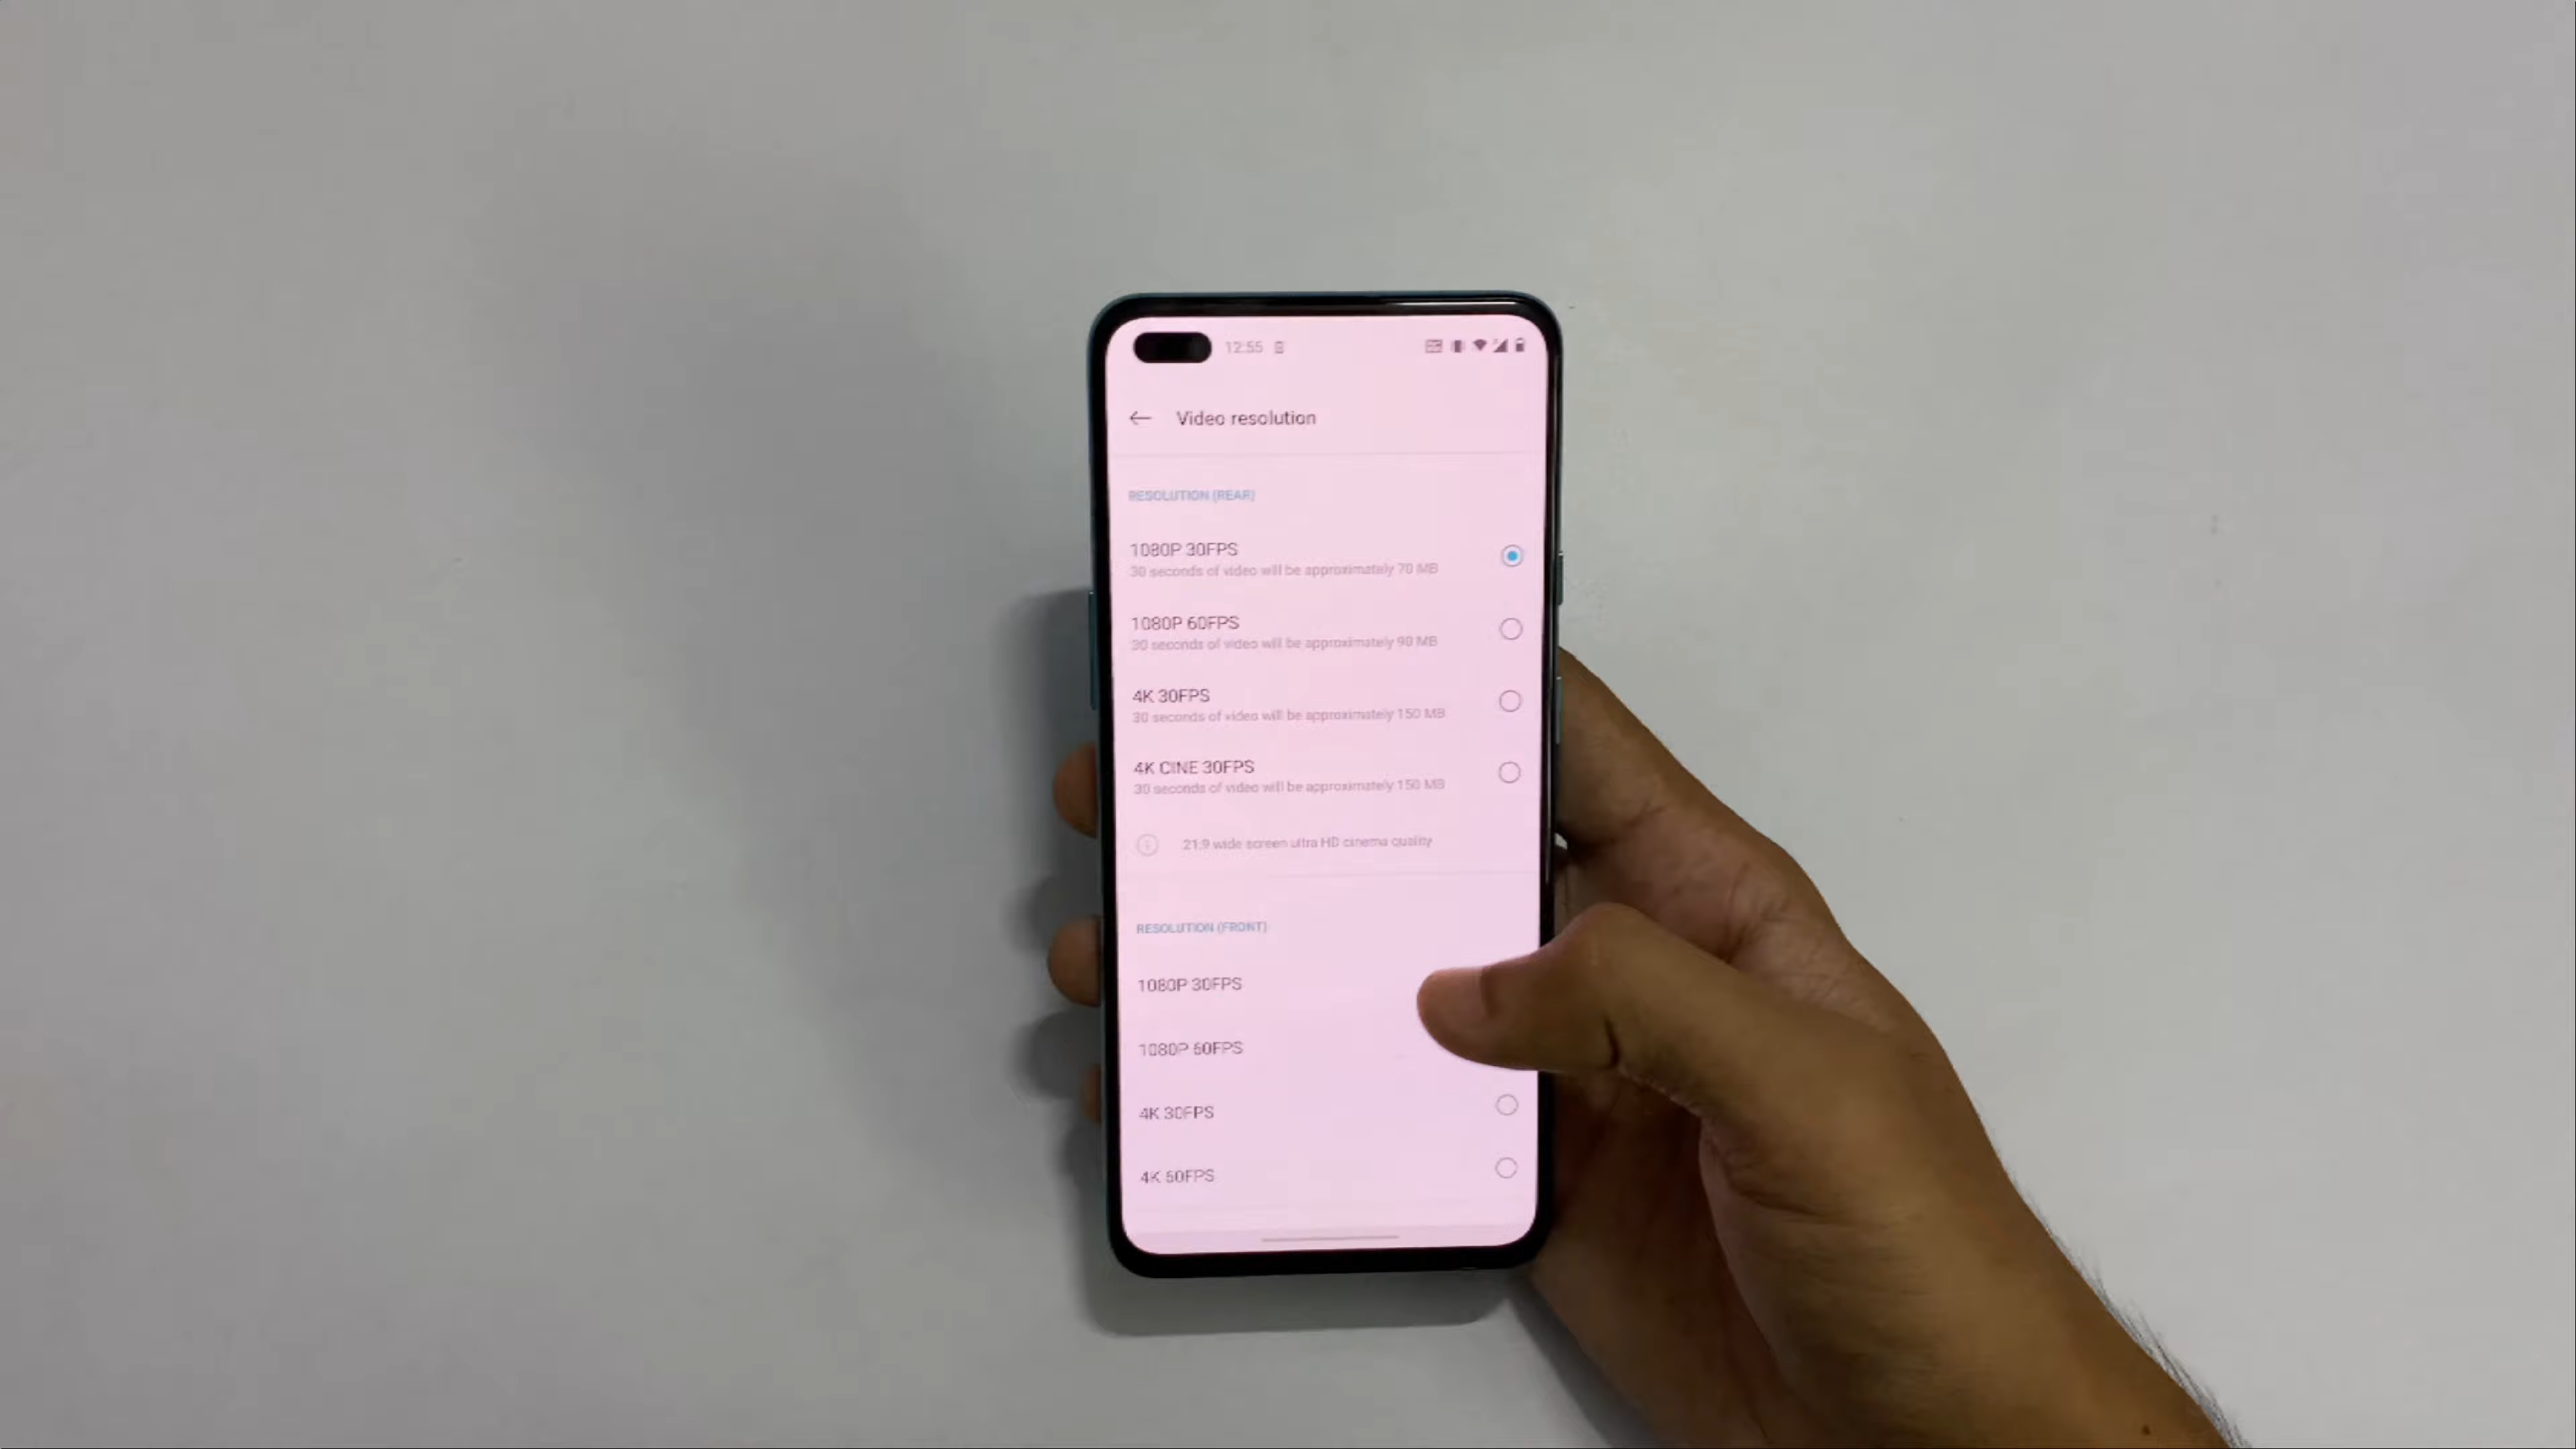 12:55
Video resolution
RESOLUTION (REAR)
1080P 30FPS
30 seconds of video will be approximately 70 MB
1080P 60FPS
30 seconds of video will be approximately 90 MB
4K 30FPS
30 seconds of video will be approximately 150 MB
4K CINE 30FPS
30 seconds of video will be approximately 150 MB
21:9 wide screen ultra HD cinema quality
RESOLUTION (FRONT)
1080P 30FPS
1080P 60FPS
4K 30FPS
4K 60FPS